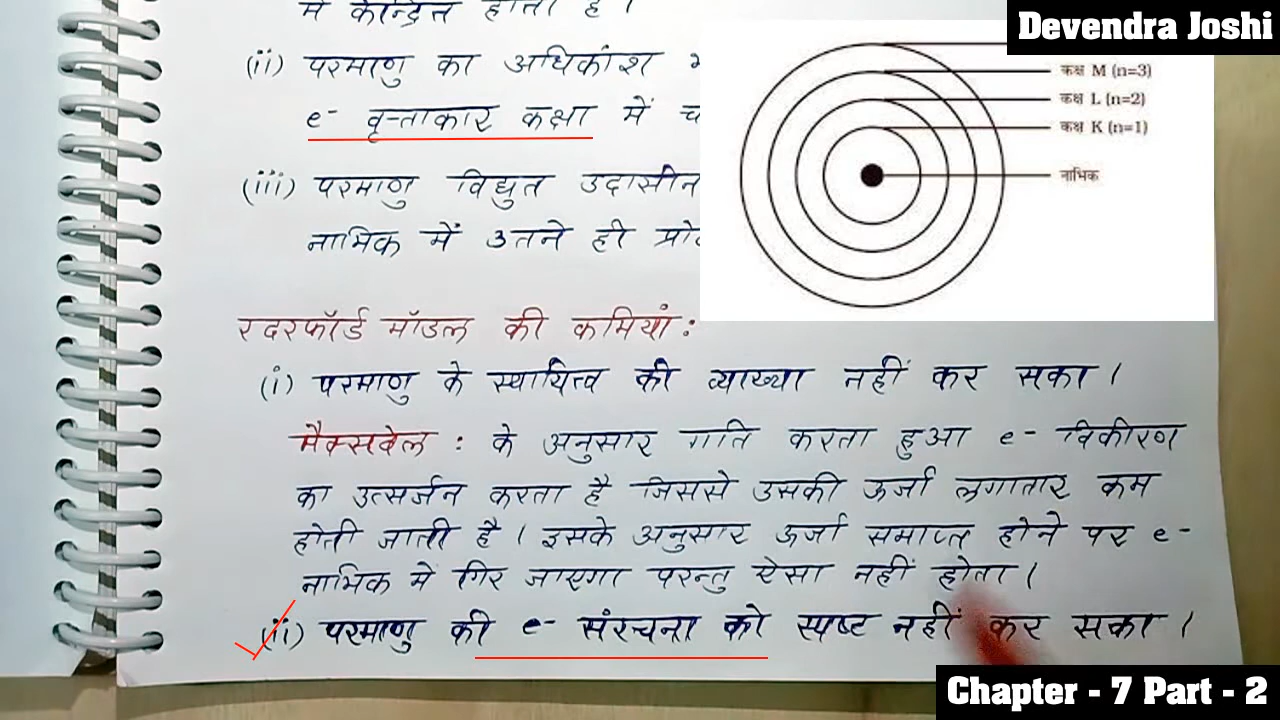 में केन्द्रित होता है।
(ii) परमाणु का अधिकांश
e- वृत्ताकार कक्षा में
(iii) परमाणु विद्युत उदासीन
नाभिक में उतने ही
रदरफॉर्ड मॉडल की कमियां:
(i) परमाणु के स्थायित्व की व्याख्या नहीं कर सका।
मैक्सवेल: के अनुसार गति करता हुआ e- विकीरण
का उत्सर्जन करता है जिससे उसकी ऊर्जा लगातार कम
होती जाती है। इसके अनुसार ऊर्जा समाप्त होने पर e-
नाभिक मे गिर जाएगा परन्तु ऐसा नहीं होता।
(ii) परमाणु की e- संरचना को स्पष्ट नहीं कर सका।
Devendra Joshi
कक्ष M (n=3)
कक्ष L (n=2)
कक्ष K (n=1)
नाभिक
Chapter - 7 Part - 2